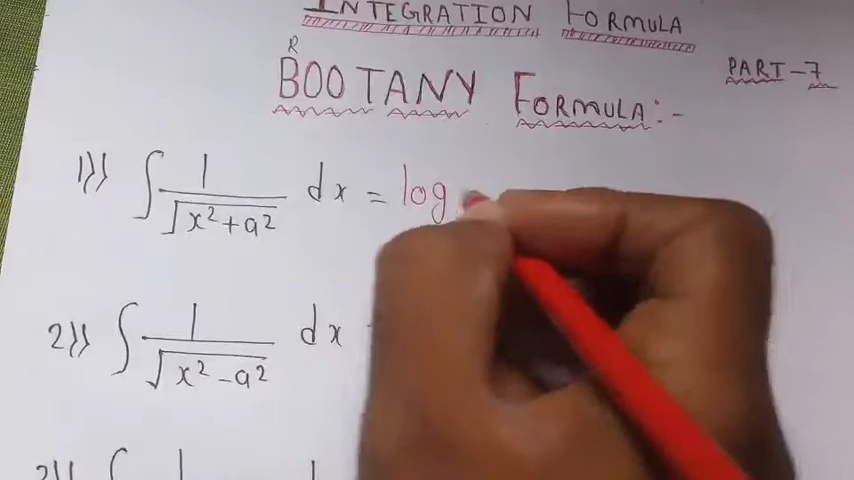 INTEGRATION FORMULA
PART-7
R
BOOTANY FORMULA:-
1) ∫ 1/√(x²+a²) dx = log
2) ∫ 1/√(x²-a²) dx